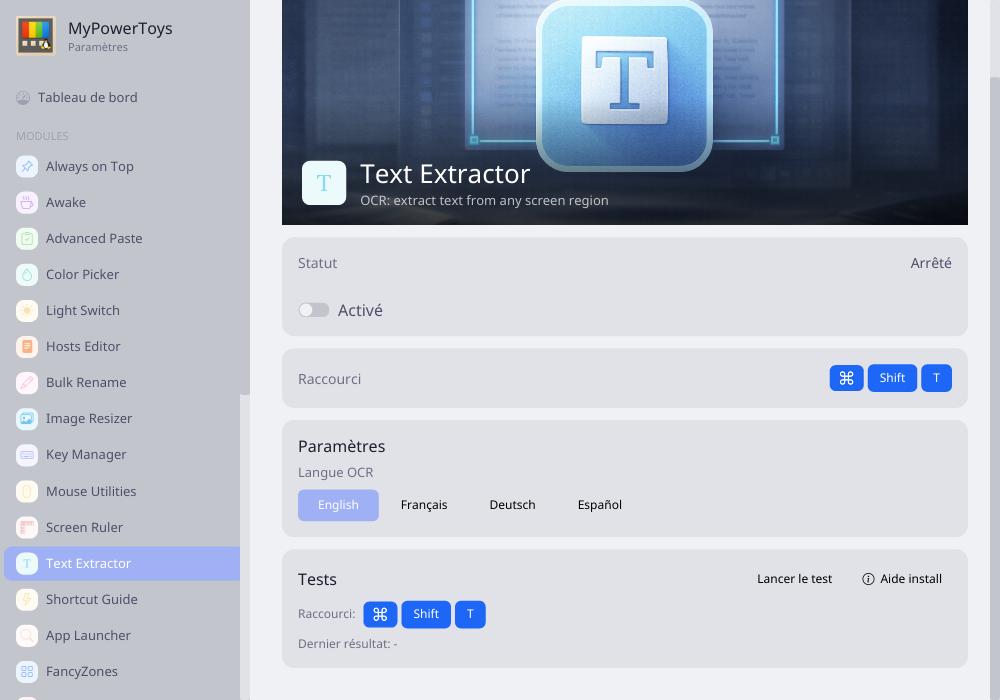 MyPowerToys
Paramètres
Tableau de bord
MODULES
Always on Top
Awake
Advanced Paste
Color Picker
Light Switch
Hosts Editor
Bulk Rename
Image Resizer
Key Manager
Mouse Utilities
Screen Ruler
T Text Extractor
Shortcut Guide
App Launcher
FancyZones
T
T Text Extractor
OCR: extract text from any screen region
Statut Arrêté
Activé
Raccourci ⌘ Shift T
Paramètres
Langue OCR
English Français Deutsch Español
Tests Lancer le test Aide install
Raccourci: ⌘ Shift T
Dernier résultat: -